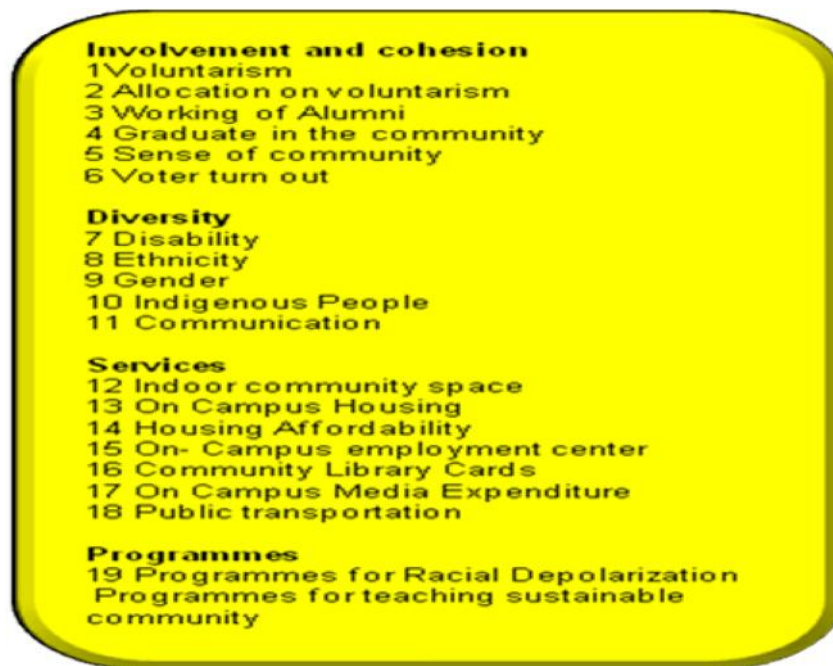 Involvement and cohesion
1Voluntarism
2 Allocation on voluntarism
3 Working of Alumni
4 Graduate in the community
5 Sense of community
6 Voter turn out
Diversity
7 Disability
8 Ethnicity
9 Gender
10 Indigenous People
11 Communication
Services
12 Indoor community space
13 On Campus Housing
14 Housing Affordability
15 On- Campus employment center
16 Community Library Cards
17 On Campus Media Expenditure
18 Public transportation
Programmes
19 Programmes for Racial Depolarization
Programmes for teaching sustainable
community